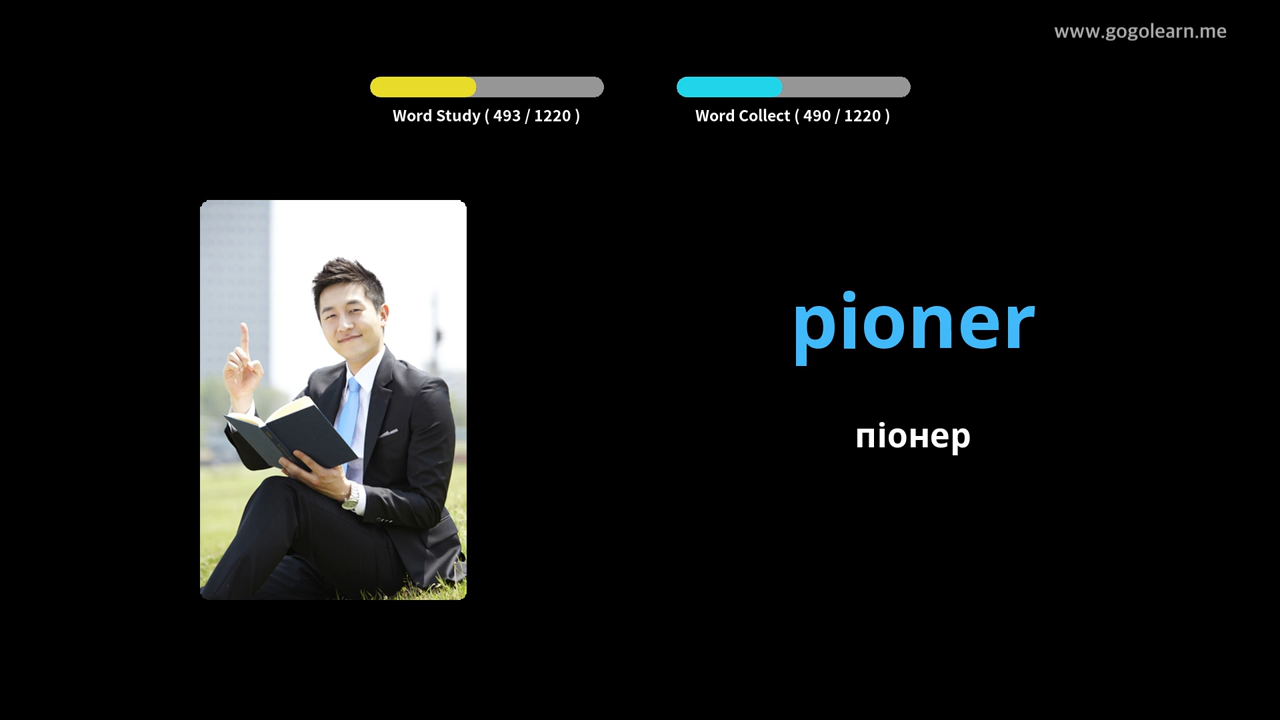 www.gogolearn.me
Word Study ( 493 / 1220 )
Word Collect ( 490 / 1220 )
pioner
піонер